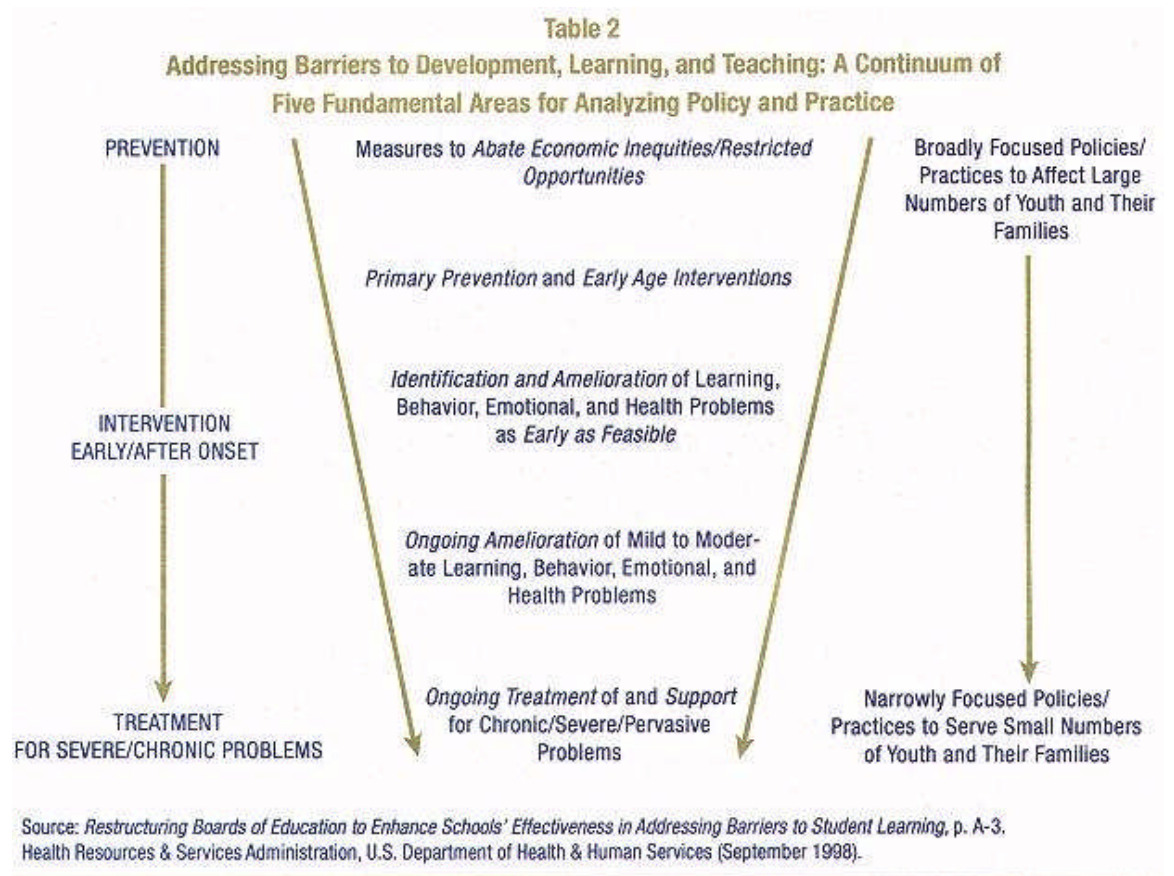 Table 2
Addressing Barriers to Development, Learning, and Teaching: A Continuum of
Five Fundamental Areas for Analyzing Policy and Practice
PREVENTION
INTERVENTION
EARLY/AFTER ONSET
TREATMENT
FOR SEVERE/CHRONIC PROBLEMS
Measures to Abate Economic Inequities/Restricted
Opportunities
Primary Prevention and Early Age Interventions
Identification and Amelioration of Learning,
Behavior, Emotional, and Health Problems
as Early as Feasible
Ongoing Amelioration of Mild to Moder-
ate Learning, Behavior, Emotional, and
Health Problems
Ongoing Treatment of and Support
for Chronic/Severe/Pervasive
Problems
Broadly Focused Policies/
Practices to Affect Large
Numbers of Youth and Their
Families
Narrowly Focused Policies/
Practices to Serve Small Numbers
of Youth and Their Families
Source: Restructuring Boards of Education to Enhance Schools' Effectiveness in Addressing Barriers to Student Learning, p. A-3.
Health Resources & Services Administration, U.S. Department of Health & Human Services (September 1998).